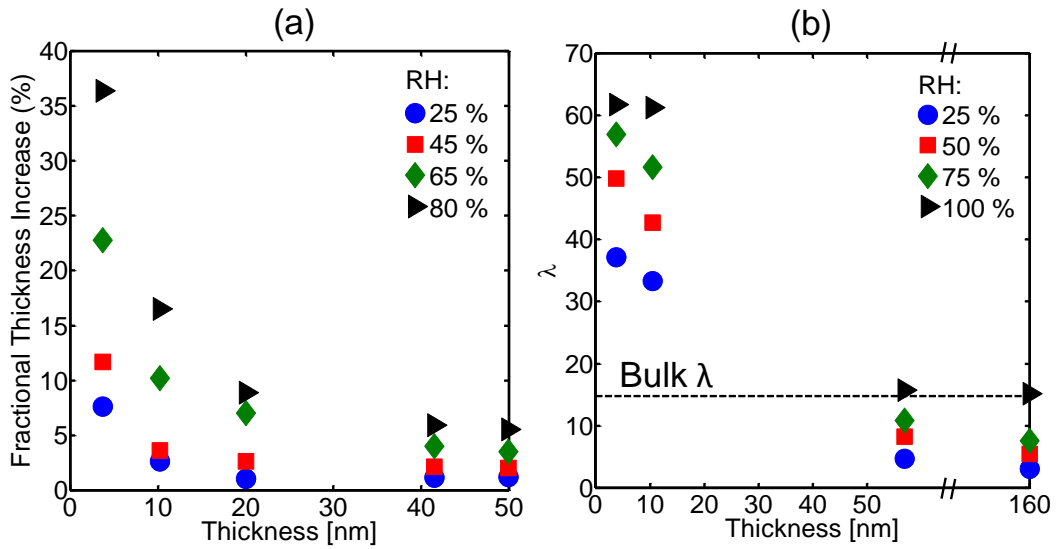 (a)
Fractional Thickness Increase (%)
40
35
30
25
20
15
10
5
0
RH:
25 %
45 %
65 %
80 %
0 10 20 30 40 50
Thickness [nm]
(b)
λ
70
60
50
40
30
20
10
0
RH:
25 %
50 %
75 %
100 %
Bulk λ
0 10 20 30 40 50 60 160
Thickness [nm]